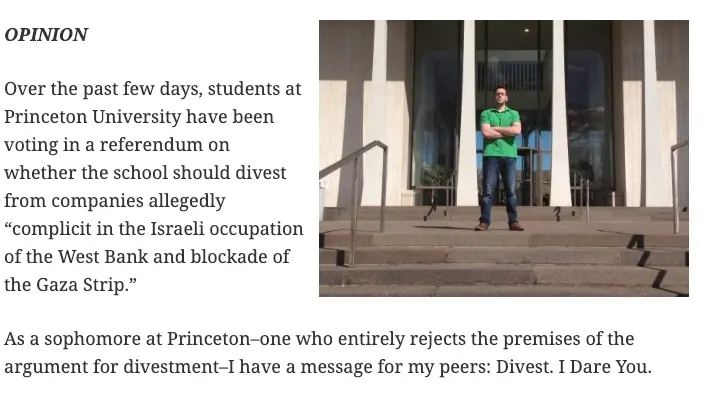 OPINION
Over the past few days, students at
Princeton University have been
voting in a referendum on
whether the school should divest
from companies allegedly
“complicit in the Israeli occupation
of the West Bank and blockade of
the Gaza Strip.”
As a sophomore at Princeton–one who entirely rejects the premises of the
argument for divestment–I have a message for my peers: Divest. I Dare You.